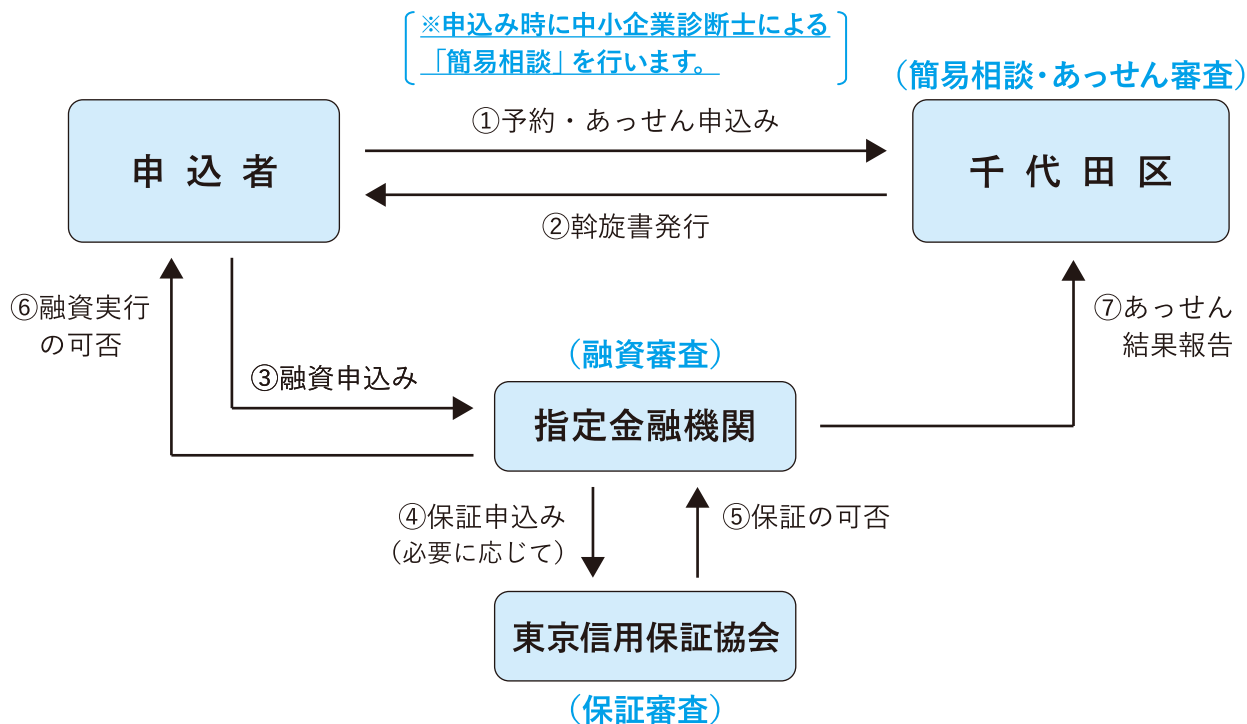 ※申込み時に中小企業診断士による
「簡易相談」を行います。
(簡易相談・あっせん審査)
①予約・あっせん申込み
申込者
千代田区
②斡旋書発行
⑥融資実行
の可否
⑦あっせん
結果報告
(融資審査)
③融資申込み
指定金融機関
④保証申込み
(必要に応じて)
⑤保証の可否
東京信用保証協会
(保証審査)